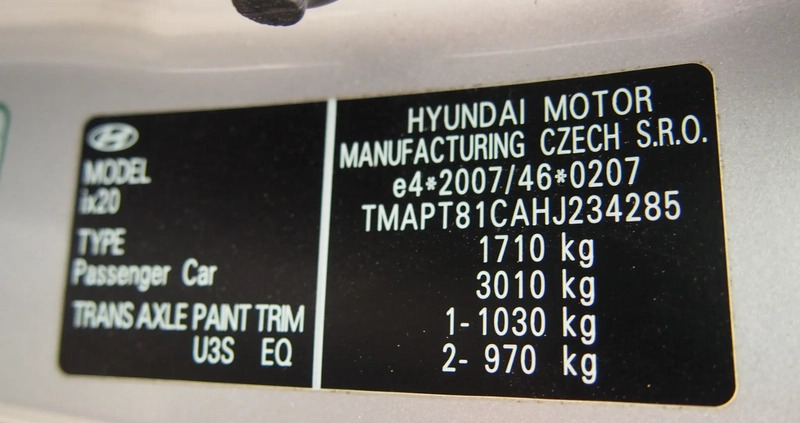 MODEL
ix20
TYPE
Passenger Car
TRANS AXLE PAINT TRIM
U3S EQ
HYUNDAI MOTOR
MANUFACTURING CZECH S.R.O.
e4*2007/46*0207
TMAPT81CAHJ234285
1710 kg
3010 kg
1- 1030 kg
2- 970 kg